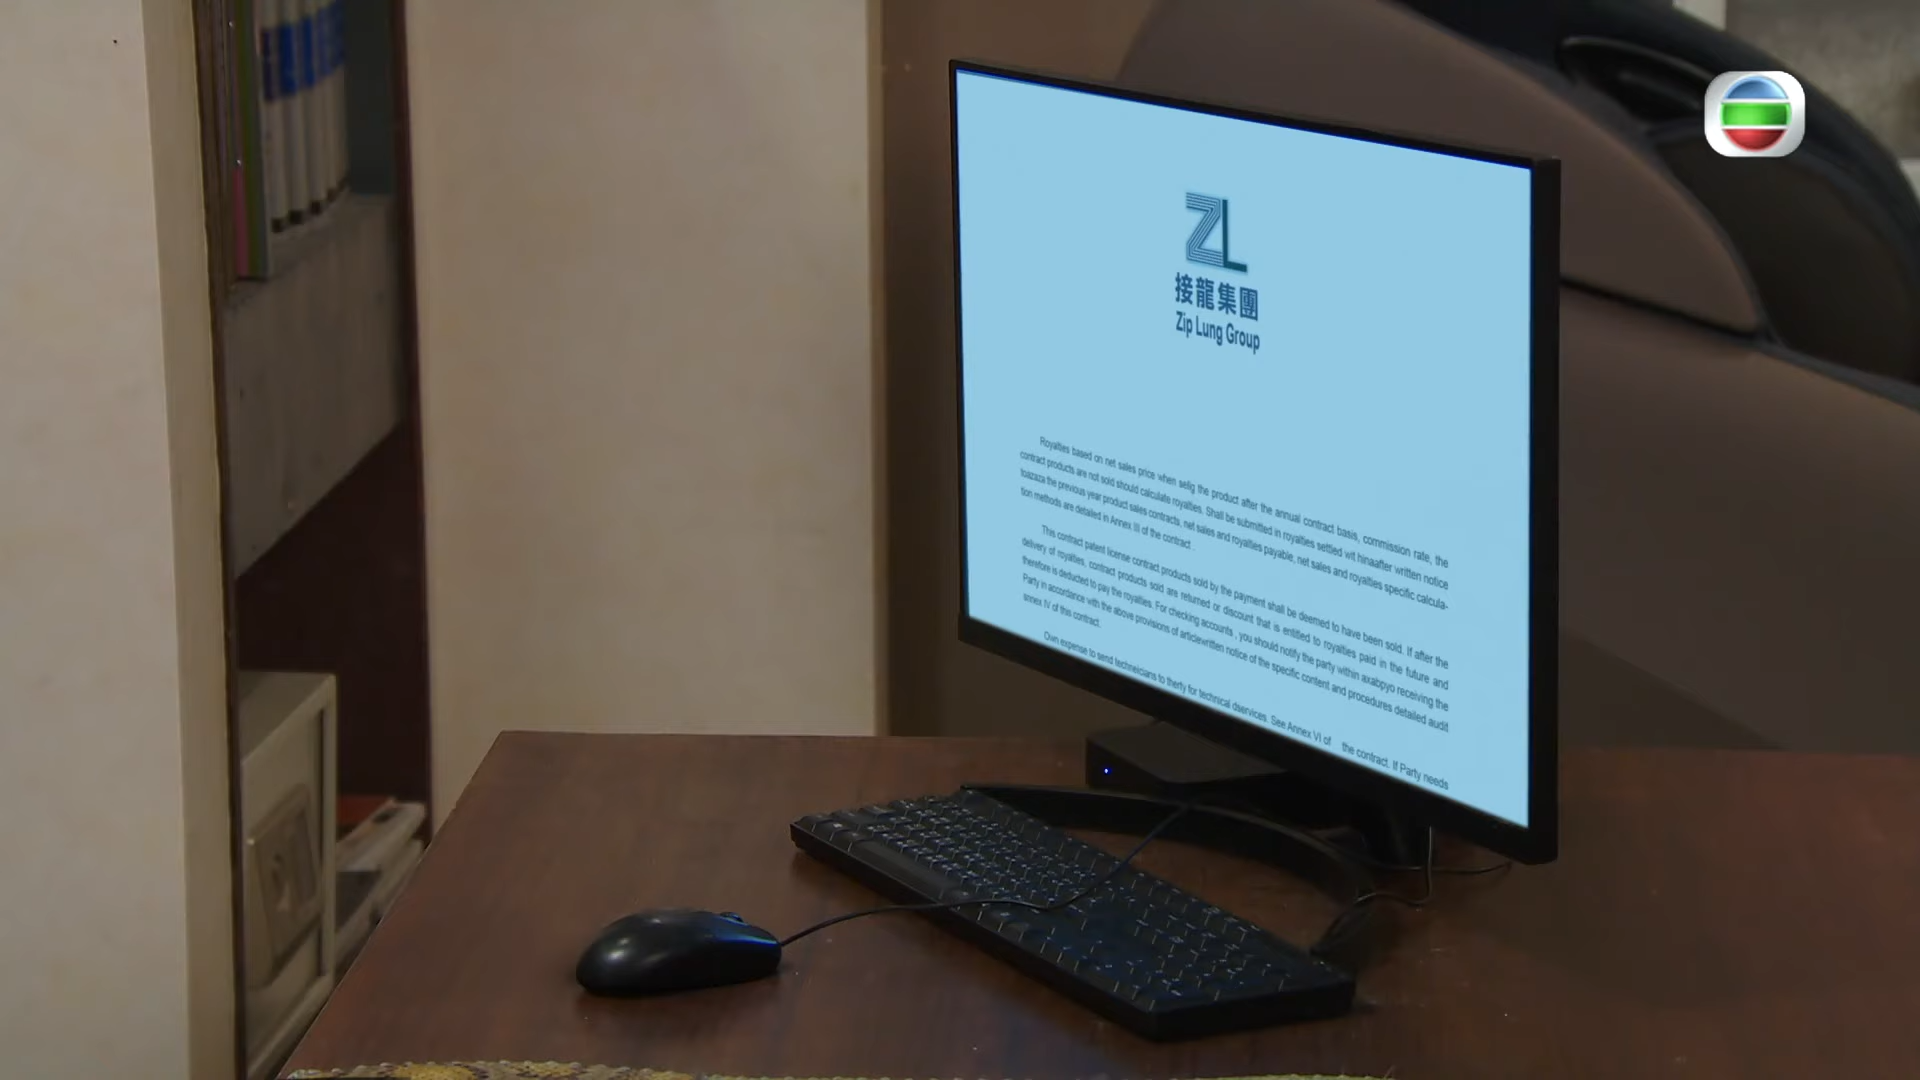 ZL
接龍集團
Zip Lung Group
Royalties based on net sales price when selig the product after the annual contract basis, commission rate, the
contract products are not sold should calculate royalties. Shall be submitted in royalties settled wit hinaafter written notice
toazaza the previous year product sales contracts, net sales and royalties payable, net sales and royalties specific calcula-
tion methods are detailed in Annex III of the contract .
This contract patent license contract products sold by the payment shall be deemed to have been sold. If after the
delivery of royalties, contract products sold are returned or discount that is entitled to royalties paid in the future and
therefore is deducted to pay the royalties. For checking accounts , you should notify the party within axabpyo receiving the
Party in accordance with the above provisions of articlewritten notice of the specific content and procedures detailed audit
annex IV of this contract.
Own expense to send techneicians to therty for technical dservices. See Annex VI of the contract. If Party needs